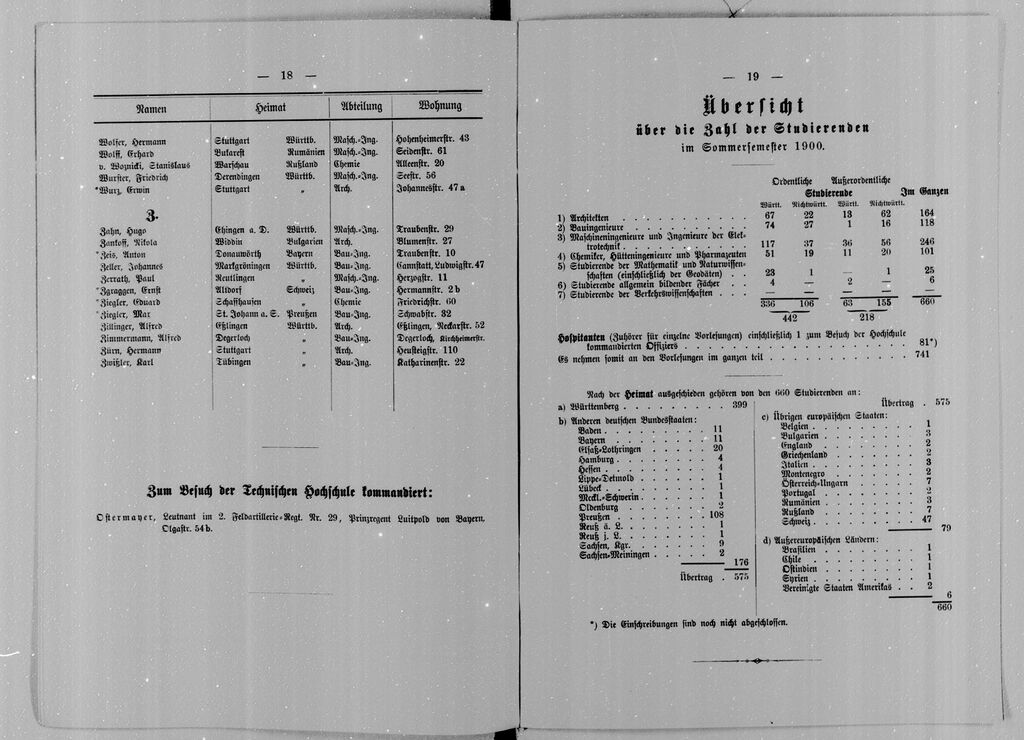 — 18 —
Namen Heimat Abteilung Wohnung
Wolfer, Hermann Stuttgart Württb. Masch.=Ing. Hohenheimerstr. 43
Wolff, Erhard Bukarest Rumänien Masch.=Ing. Seidenstr. 61
v. Woznicki, Stanislaus Warschau Rußland Chemie Alleenstr. 20
Wurster, Friedrich Derendingen Württb. Masch.=Ing. Seestr. 56
*Wurz, Erwin Stuttgart „ Arch. Johannesstr. 47a
Z.
Zahn, Hugo Ehingen a. D. Württb. Masch.=Ing. Traubenstr. 29
Zankoff, Nikola Widdin Bulgarien Arch. Blumenstr. 27
*Zeis, Anton Donauwörth Bayern Bau=Ing. Traubenstr. 10
Zeller, Johannes Markgröningen Württb. Bau=Ing. Cannstatt, Ludwigstr. 47
Zerrath, Paul Reutlingen „ Masch.=Ing. Herzogstr. 11
*Zgraggen, Ernst Altdorf Schweiz Bau=Ing. Hermannstr. 2b
*Ziegler, Eduard Schaffhausen „ Chemie Friedrichstr. 60
*Ziegler, Max St. Johann a. S. Preußen Bau=Ing. Schwabstr. 32
Zillinger, Alfred Eßlingen Württb. Arch. Eßlingen, Neckarstr. 52
Zimmermann, Alfred Degerloch „ Bau=Ing. Degerloch, Kirchheimerstr.
Zürn, Hermann Stuttgart „ Arch. Heusteigstr. 110
Zwißler, Karl Tübingen „ Bau=Ing. Katharinenstr. 22
Zum Besuch der Technischen Hochschule kommandiert:
Ostermayer, Leutnant im 2. Feldartillerie=Regt. Nr. 29, Prinzregent Luitpold von Bayern,
Olgastr. 54b.
— 19 —
Übersicht
über die Zahl der Studierenden
im Sommersemester 1900.
Ordentliche Außerordentliche
Studierende Im Ganzen
Württ. Nichtwürtt. Württ. Nichtwürtt.
1) Architekten . . . . . . . . . . . 67 22 13 62 164
2) Bauingenieure . . . . . . . . . . 74 27 1 16 118
3) Maschineningenieure und Ingenieure der Elek-
trotechnik . . . . . . . . . . . 117 37 36 56 246
4) Chemiker, Hütteningenieure und Pharmazeuten 51 19 11 20 101
5) Studierende der Mathematik und Naturwissen-
schaften (einschließlich der Geodäten) . . 23 1 — 1 25
6) Studierende allgemein bildender Fächer . . 4 — 2 — 6
7) Studierende der Verkehrswissenschaften . . . — — — — —
336 106 63 155 660
442 218
Hospitanten (Zuhörer für einzelne Vorlesungen) einschließlich 1 zum Besuch der Hochschule
kommandierten Offiziers . . . . . . . . . . . . . . 81*)
Es nehmen somit an den Vorlesungen im ganzen teil . . . . . . . . . . 741
Nach der Heimat ausgeschieden gehören von den 660 Studierenden an:
a) Württemberg . . . . . . . . . 399
b) Anderen deutschen Bundesstaaten:
Baden . . . . . . . . 11
Bayern . . . . . . . . 11
Elsaß=Lothringen . . . . . 20
Hamburg . . . . . . . 4
Hessen . . . . . . . . 4
Lippe=Detmold . . . . . 1
Lübeck . . . . . . . . 1
Meckl.=Schwerin . . . . . 1
Oldenburg . . . . . . . 2
Preußen . . . . . . . . 108
Reuß ä. L. . . . . . . . 1
Reuß j. L. . . . . . . . 1
Sachsen, Kgr. . . . . . . 9
Sachsen=Meiningen . . . . . 2
176
Übertrag . 575
Übertrag . 575
c) Übrigen europäischen Staaten:
Belgien . . . . . . . . 1
Bulgarien . . . . . . . 3
England . . . . . . . . 2
Griechenland . . . . . . 2
Italien . . . . . . . . 3
Montenegro . . . . . . 2
Österreich=Ungarn . . . . . 7
Portugal . . . . . . . 2
Rumänien . . . . . . . 3
Rußland . . . . . . . . 7
Schweiz . . . . . . . . 47
79
d) Außereuropäischen Ländern:
Brasilien . . . . . . . 1
Chile . . . . . . . . . 1
Ostindien . . . . . . . 1
Syrien . . . . . . . . 1
Vereinigte Staaten Amerikas . . 2
6
660
*) Die Einschreibungen sind noch nicht abgeschlossen.